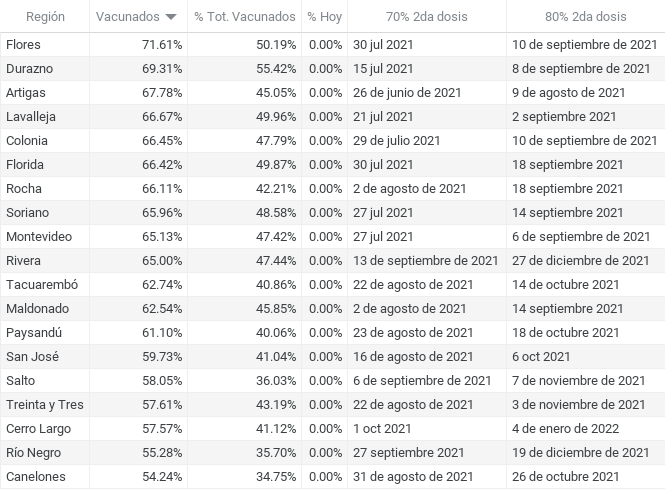 Región Vacunados % Tot. Vacunados % Hoy 70% 2da dosis 80% 2da dosis
Flores 71.61% 50.19% 0.00% 30 jul 2021 10 de septiembre de 2021
Durazno 69.31% 55.42% 0.00% 15 jul 2021 8 de septiembre de 2021
Artigas 67.78% 45.05% 0.00% 26 de junio de 2021 9 de agosto de 2021
Lavalleja 66.67% 49.96% 0.00% 21 jul 2021 2 septiembre 2021
Colonia 66.45% 47.79% 0.00% 29 de julio 2021 10 de septiembre de 2021
Florida 66.42% 49.87% 0.00% 30 jul 2021 18 septiembre 2021
Rocha 66.11% 42.21% 0.00% 2 de agosto de 2021 18 septiembre 2021
Soriano 65.96% 48.58% 0.00% 27 jul 2021 14 septiembre 2021
Montevideo 65.13% 47.42% 0.00% 27 jul 2021 6 de septiembre de 2021
Rivera 65.00% 47.44% 0.00% 13 de septiembre de 2021 27 de diciembre de 2021
Tacuarembó 62.74% 40.86% 0.00% 22 de agosto de 2021 14 de octubre de 2021
Maldonado 62.54% 45.85% 0.00% 2 de agosto de 2021 14 septiembre 2021
Paysandú 61.10% 40.06% 0.00% 23 de agosto de 2021 18 de octubre de 2021
San José 59.73% 41.04% 0.00% 16 de agosto de 2021 6 oct 2021
Salto 58.05% 36.03% 0.00% 6 de septiembre de 2021 7 de noviembre de 2021
Treinta y Tres 57.61% 43.19% 0.00% 22 de agosto de 2021 3 de noviembre de 2021
Cerro Largo 57.57% 41.12% 0.00% 1 oct 2021 4 de enero de 2022
Río Negro 55.28% 35.70% 0.00% 27 septiembre 2021 19 de diciembre de 2021
Canelones 54.24% 34.75% 0.00% 31 de agosto de 2021 26 de octubre de 2021